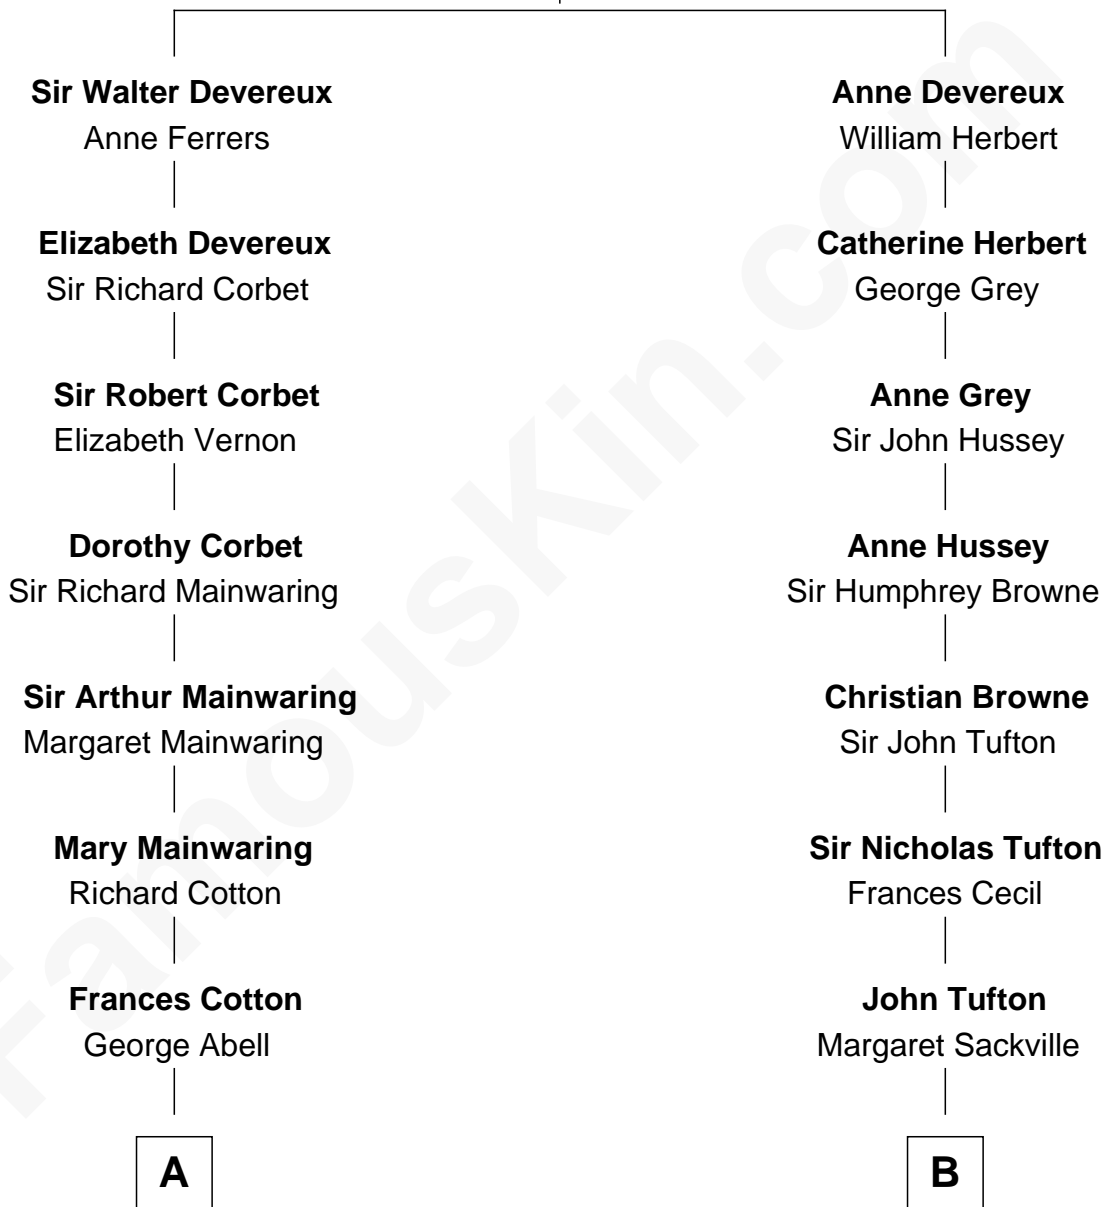 Sir Walter Devereux
Anne Ferrers
Elizabeth Devereux
Sir Richard Corbet
Sir Robert Corbet
Elizabeth Vernon
Dorothy Corbet
Sir Richard Mainwaring
Sir Arthur Mainwaring
Margaret Mainwaring
Mary Mainwaring
Richard Cotton
Frances Cotton
George Abell
A
Anne Devereux
William Herbert
Catherine Herbert
George Grey
Anne Grey
Sir John Hussey
Anne Hussey
Sir Humphrey Browne
Christian Browne
Sir John Tufton
Sir Nicholas Tufton
Frances Cecil
John Tufton
Margaret Sackville
B
FamousKin.com